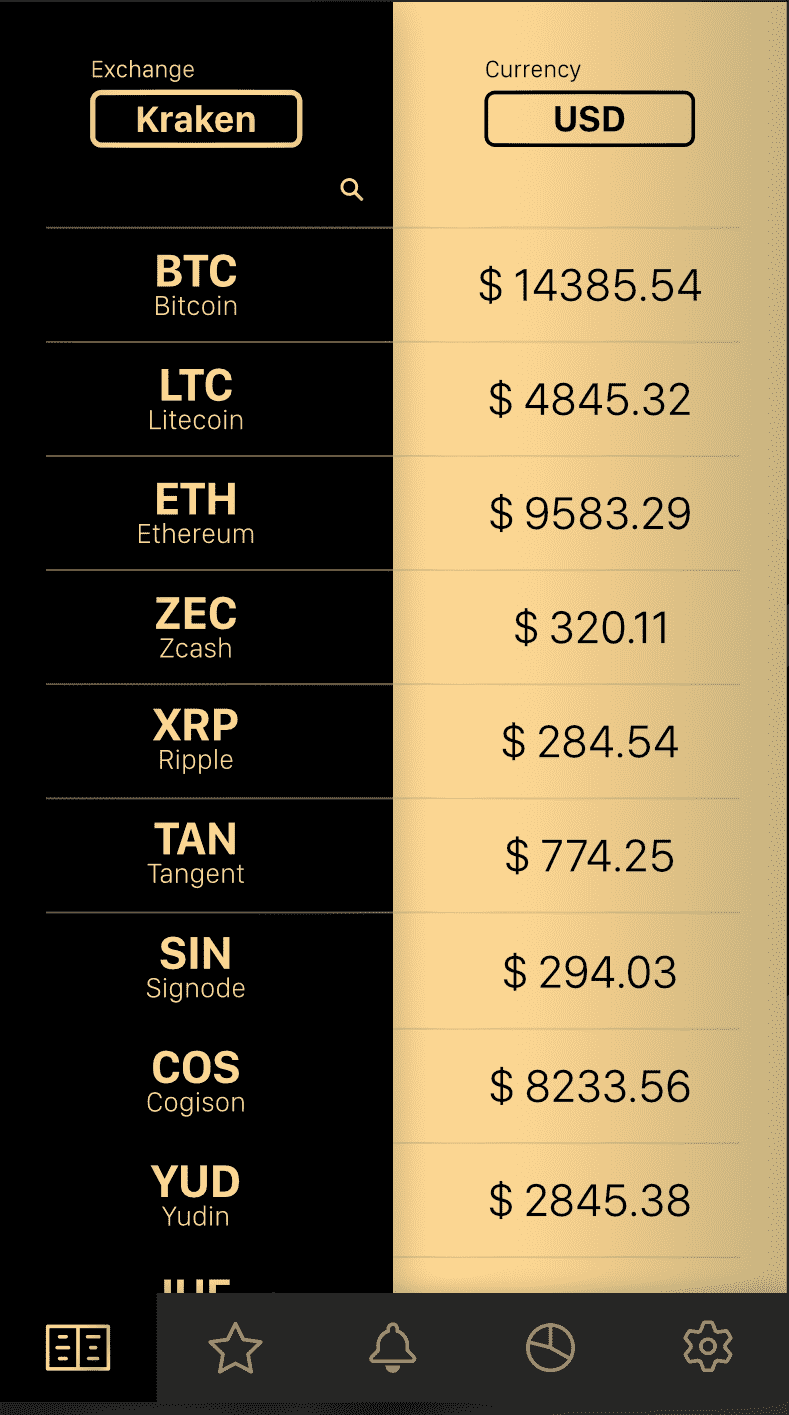 Exchange
Currency
Kraken
USD
BTC
Bitcoin
$ 14385.54
LTC
Litecoin
$ 4845.32
ETH
Ethereum
$ 9583.29
ZEC
Zcash
$ 320.11
XRP
Ripple
$ 284.54
TAN
Tangent
$ 774.25
SIN
Signode
$ 294.03
COS
Cogison
$ 8233.56
YUD
Yudin
$ 2845.38